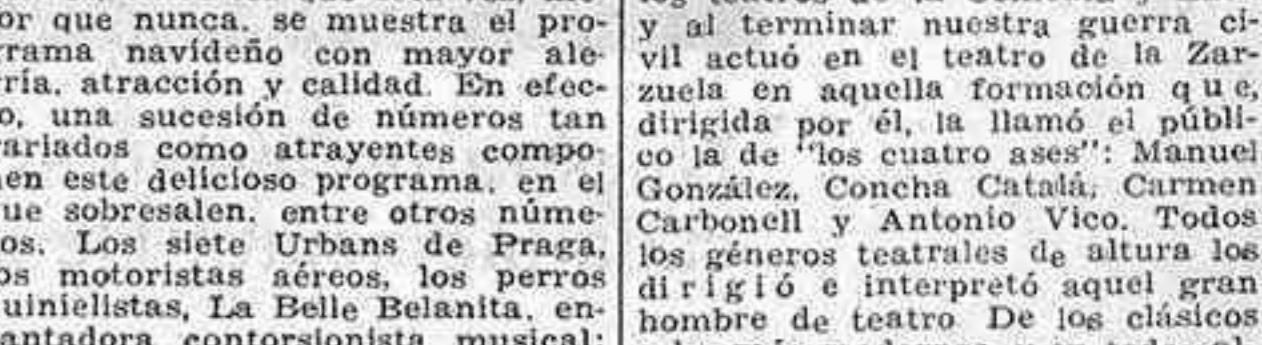 or que nunca, se muestra el pro-
grama navideño con mayor ale-
ría, atracción y calidad. En efec-
o, una sucesión de números tan
ariados como atrayentes compo-
en este delicioso programa, en el
ue sobresalen, entre otros núme-
os, Los siete Urbans de Praga,
os motoristas aéreos, los perros
uinielistas, La Belle Belanita, en-
antadora contorsionista musical;
y al terminar nuestra guerra ci-
vil actuó en el teatro de la Zar-
zuela en aquella formación que,
dirigida por él, la llamó el públi-
co la de "los cuatro ases": Manuel
González, Concha Catalá, Carmen
Carbonell y Antonio Vico. Todos
los géneros teatrales de altura los
dirigió e interpretó aquel gran
hombre de teatro De los clásicos